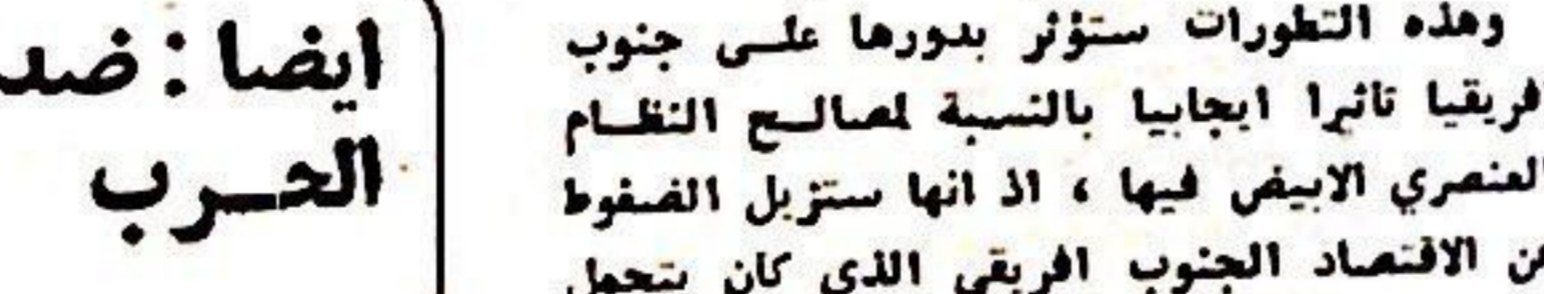 وهذه التطورات ستؤثر بدورها على جنوب
افريقيا تاثيرا ايجابيا بالنسبة لمصالح النظام
العنصري الابيض فيها ، اذ انها ستزيل الضغوط
عن الاقتصاد الجنوب افريقي الذي كان يتحمل
ايضا : ضد
الحرب